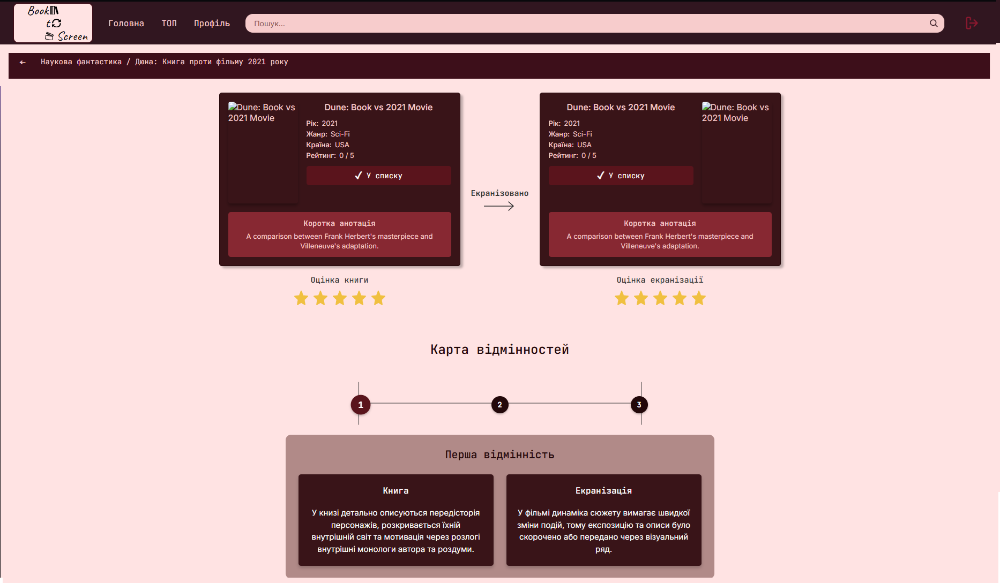 Book
to
Screen
Головна
ТОП
Профіль
Пошук...
← Наукова фантастика / Дюна: Книга проти фільму 2021 року
Dune: Book vs
2021 Movie
Dune: Book vs 2021 Movie
Рік: 2021
Жанр: Sci-Fi
Країна: USA
Рейтинг: 0 / 5
✓ У списку
Коротка анотація
A comparison between Frank Herbert's masterpiece and
Villeneuve's adaptation.
Екранізовано
Dune: Book vs 2021 Movie
Рік: 2021
Жанр: Sci-Fi
Країна: USA
Рейтинг: 0 / 5
✓ У списку
Dune: Book vs
2021 Movie
Коротка анотація
A comparison between Frank Herbert's masterpiece and
Villeneuve's adaptation.
Оцінка книги
Оцінка екранізації
Карта відмінностей
1
2
3
Перша відмінність
Книга
У книзі детально описуються передісторія
персонажів, розкривається їхній
внутрішній світ та мотивація через розлогі
внутрішні монологи автора та роздуми.
Екранізація
У фільмі динаміка сюжету вимагає швидкої
зміни подій, тому експозицію та описи було
скорочено або передано через візуальний
ряд.